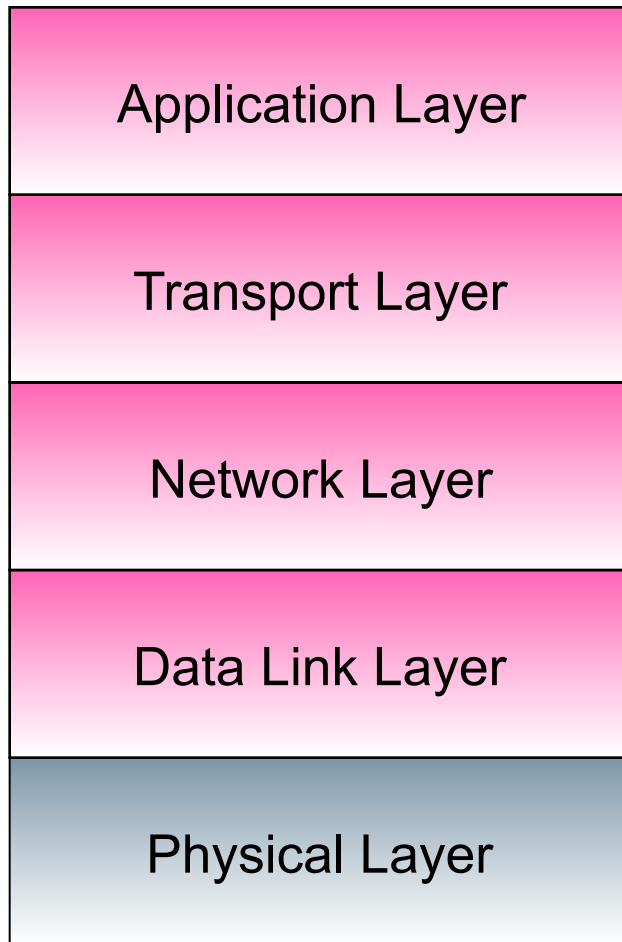 Application Layer
Transport Layer
Network Layer
Data Link Layer
Physical Layer